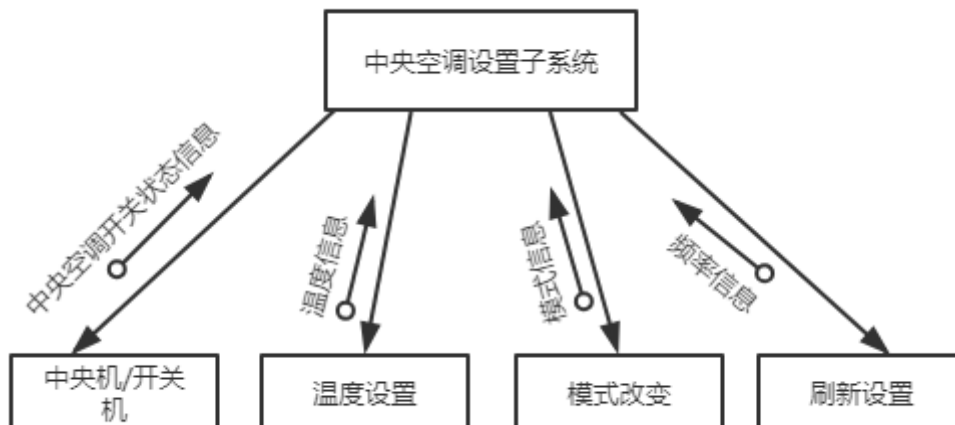 中央空调设置子系统
中央空调开关状态信息
温度信息
模式信息
频率信息
中央机/开关
机
温度设置
模式改变
刷新设置